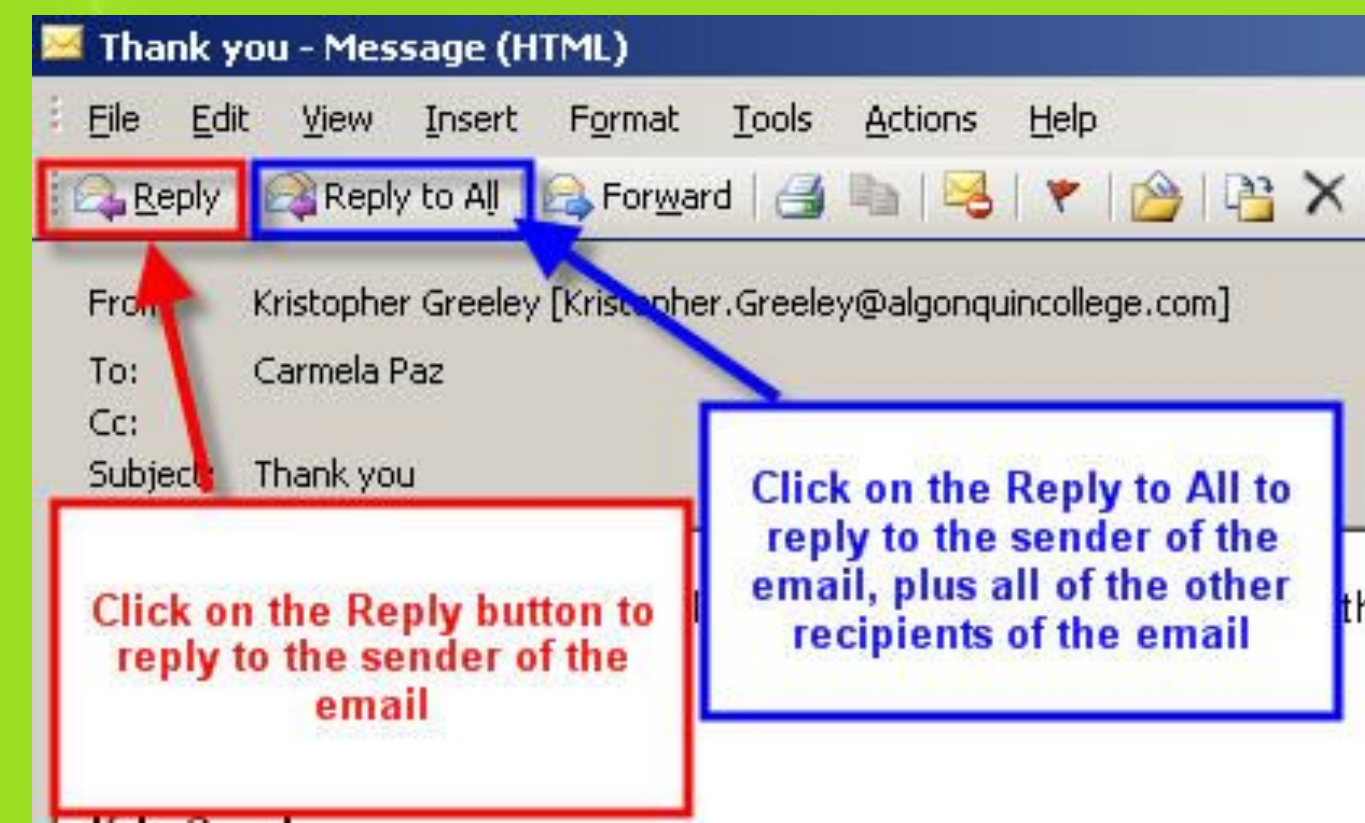 Thank you - Message (HTML)
File Edit View Insert Format Tools Actions Help
Reply Reply to All Forward
Kristopher Greeley [Kristopher.Greeley@algonquincollege.com]
To: Carmela Paz
Cc:
Subject: Thank you
Click on the Reply button to
reply to the sender of the
email
Click on the Reply to All to
reply to the sender of the
email, plus all of the other
recipients of the email